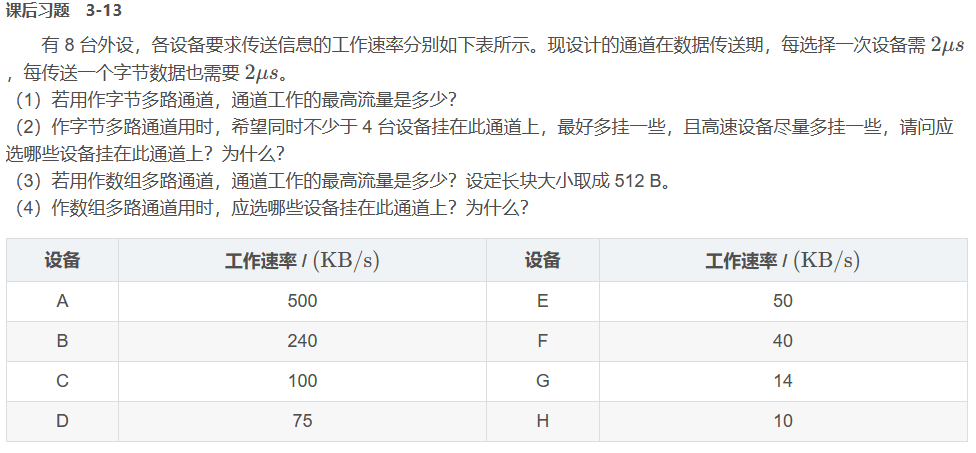 课后习题 3-13
有 8 台外设，各设备要求传送信息的工作速率分别如下表所示。现设计的通道在数据传送期，每选择一次设备需 2μs
，每传送一个字节数据也需要 2μs。
（1）若用作字节多路通道，通道工作的最高流量是多少？
（2）作字节多路通道用时，希望同时不少于 4 台设备挂在此通道上，最好多挂一些，且高速设备尽量多挂一些，请问应
选哪些设备挂在此通道上？为什么？
（3）若用作数组多路通道，通道工作的最高流量是多少？设定长块大小取成 512 B。
（4）作数组多路通道用时，应选哪些设备挂在此通道上？为什么？
设备 工作速率 / (KB/s) 设备 工作速率 / (KB/s)
A 500 E 50
B 240 F 40
C 100 G 14
D 75 H 10